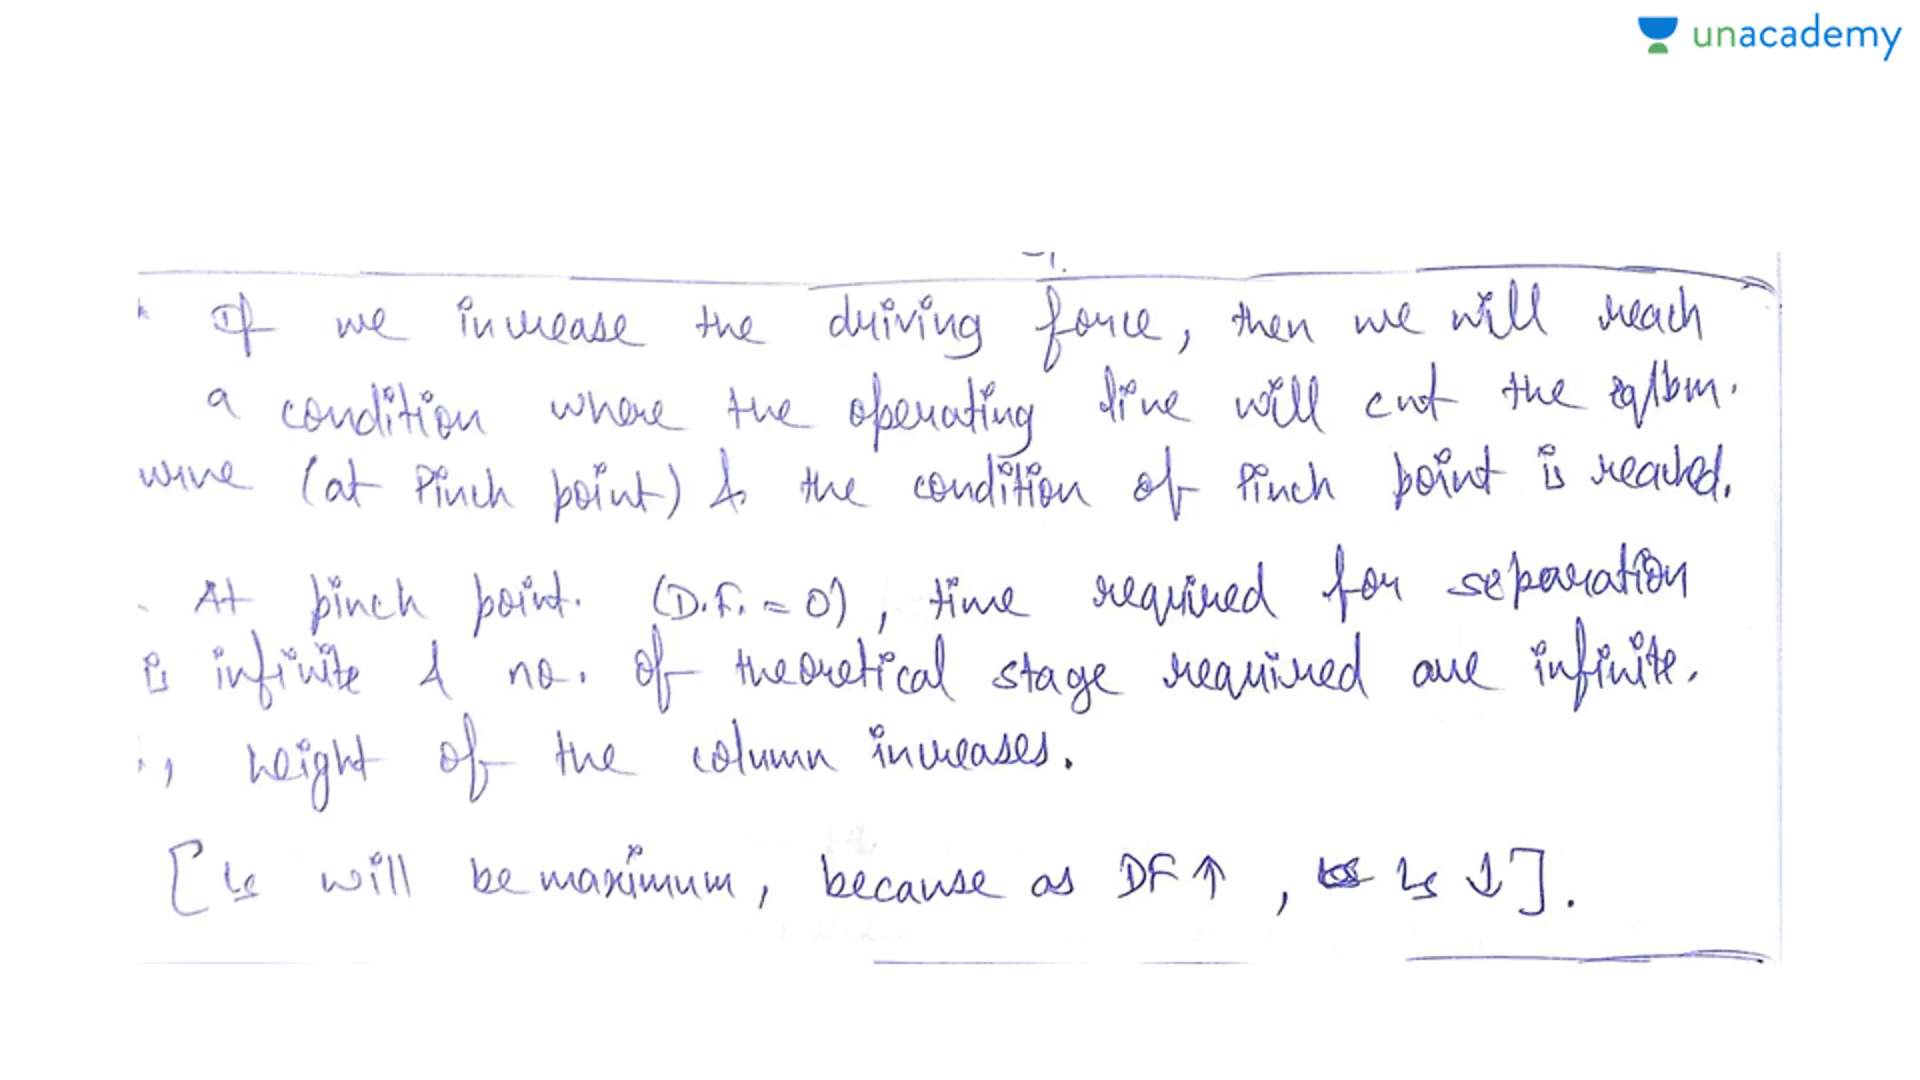 unacademy
If we increase the driving force, then we will reach
a condition where the operating line will cut the eqlbm.
(at Pinch point) & the condition of Pinch point is reached.
At pinch point. (D.F. = 0), time required for separation
is infinite & no. of theoretical stage required are infinite.
, height of the column increases.
[Ls will be maximum, because as DF↑, Ls ↓].